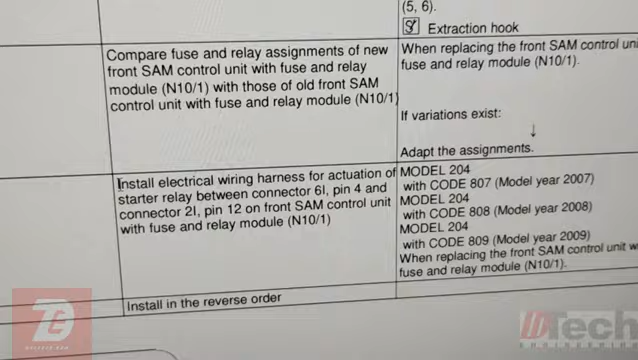 (5, 6).
Extraction hook
Compare fuse and relay assignments of new
front SAM control unit with fuse and relay
module (N10/1) with those of old front SAM
control unit with fuse and relay module (N10/1)
When replacing the front SAM control
fuse and relay module (N10/1).
If variations exist:
↓
Adapt the assignments.
Install electrical wiring harness for actuation of
starter relay between connector 6I, pin 4 and
connector 2I, pin 12 on front SAM control unit
with fuse and relay module (N10/1)
MODEL 204
with CODE 807 (Model year 2007)
MODEL 204
with CODE 808 (Model year 2008)
MODEL 204
with CODE 809 (Model year 2009)
When replacing the front SAM control unit
fuse and relay module (N10/1).
Install in the reverse order
Tech